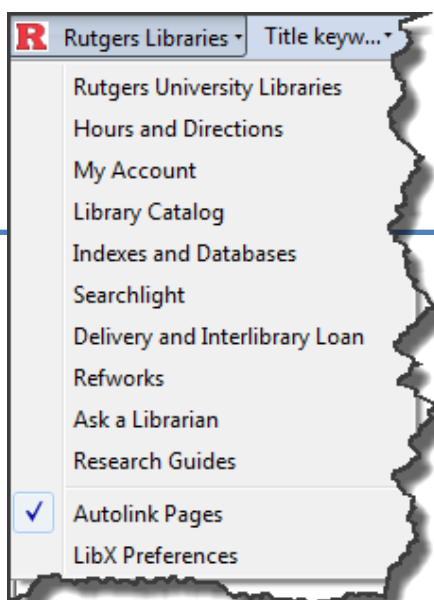 R Rutgers Libraries Title keyw...
Rutgers University Libraries
Hours and Directions
My Account
Library Catalog
Indexes and Databases
Searchlight
Delivery and Interlibrary Loan
Refworks
Ask a Librarian
Research Guides
Autolink Pages
LibX Preferences